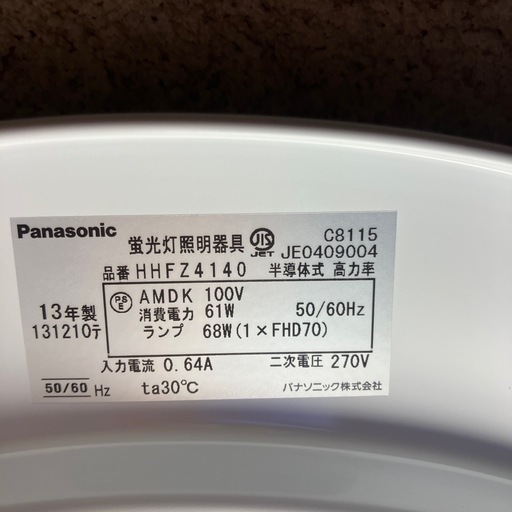 Panasonic 蛍光灯照明器具 JIS JET C8115
JE0409004
品番 HHFZ4140 半導体式 高力率
13年製 PSE AMDK 100V
消費電力 61W 50/60Hz
131210テ ランプ 68W(1×FHD70)
入力電流 0.64A 二次電圧 270V
50/60 Hz ta30℃ パナソニック株式会社